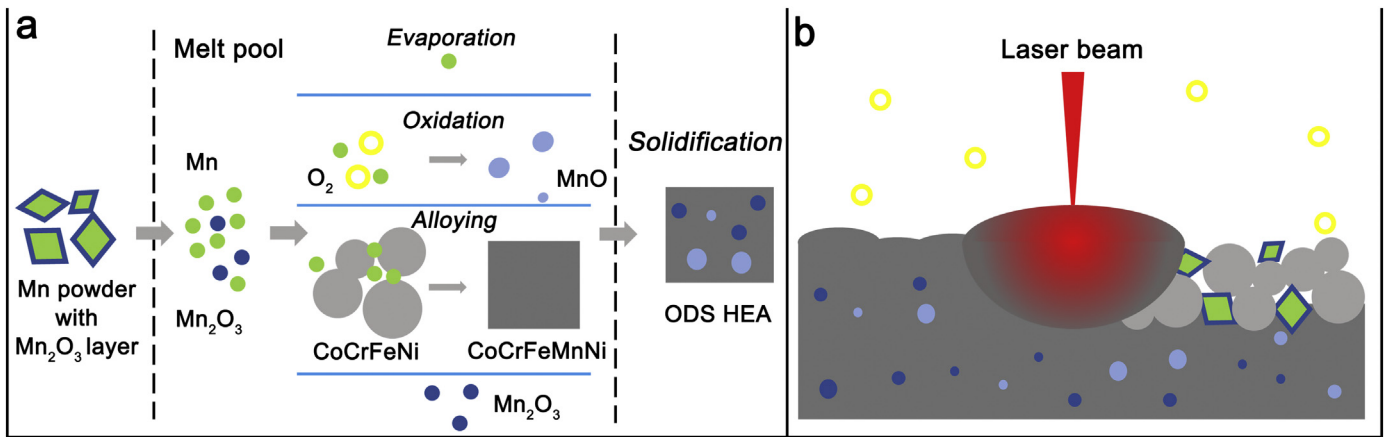 a
Melt pool
Evaporation
Oxidation
O₂
MnO
Mn
Mn₂O₃
Mn powder
with
Mn₂O₃ layer
Alloying
CoCrFeNi
CoCrFeMnNi
Mn₂O₃
Solidification
ODS HEA
b
Laser beam